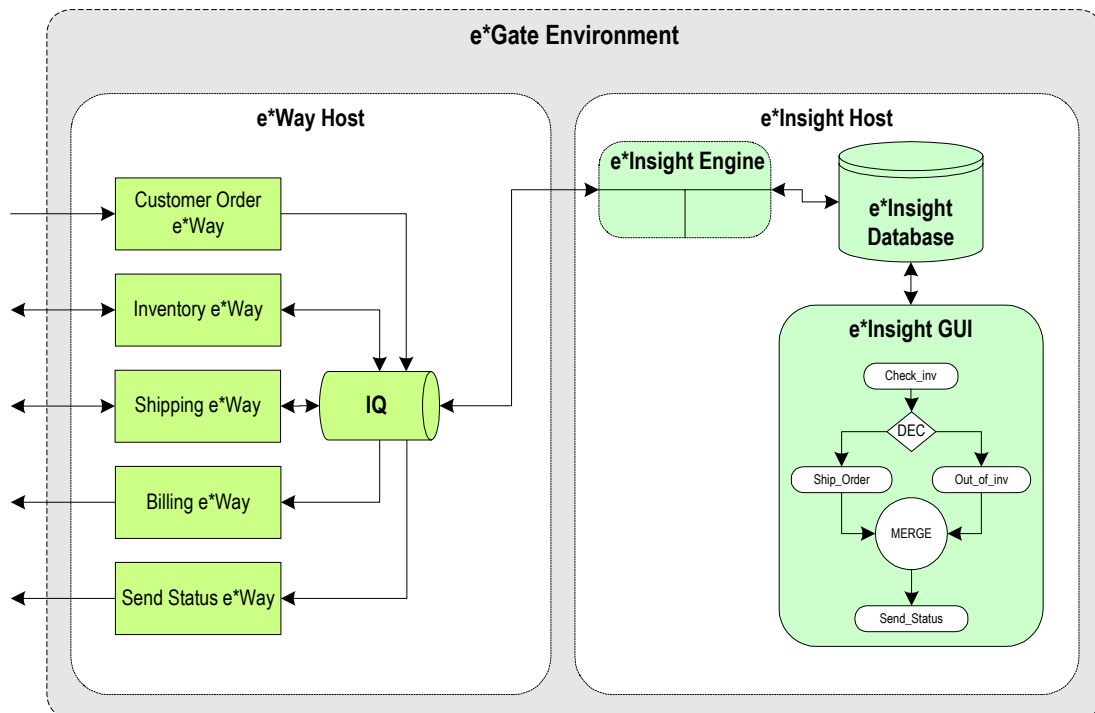 e*Gate Environment
e*Way Host
Customer Order
e*Way
Inventory e*Way
Shipping e*Way
IQ
Billing e*Way
Send Status e*Way
e*Insight Host
e*Insight Engine
e*Insight
Database
e*Insight GUI
Check_inv
DEC
Ship_Order
Out_of_inv
MERGE
Send_Status